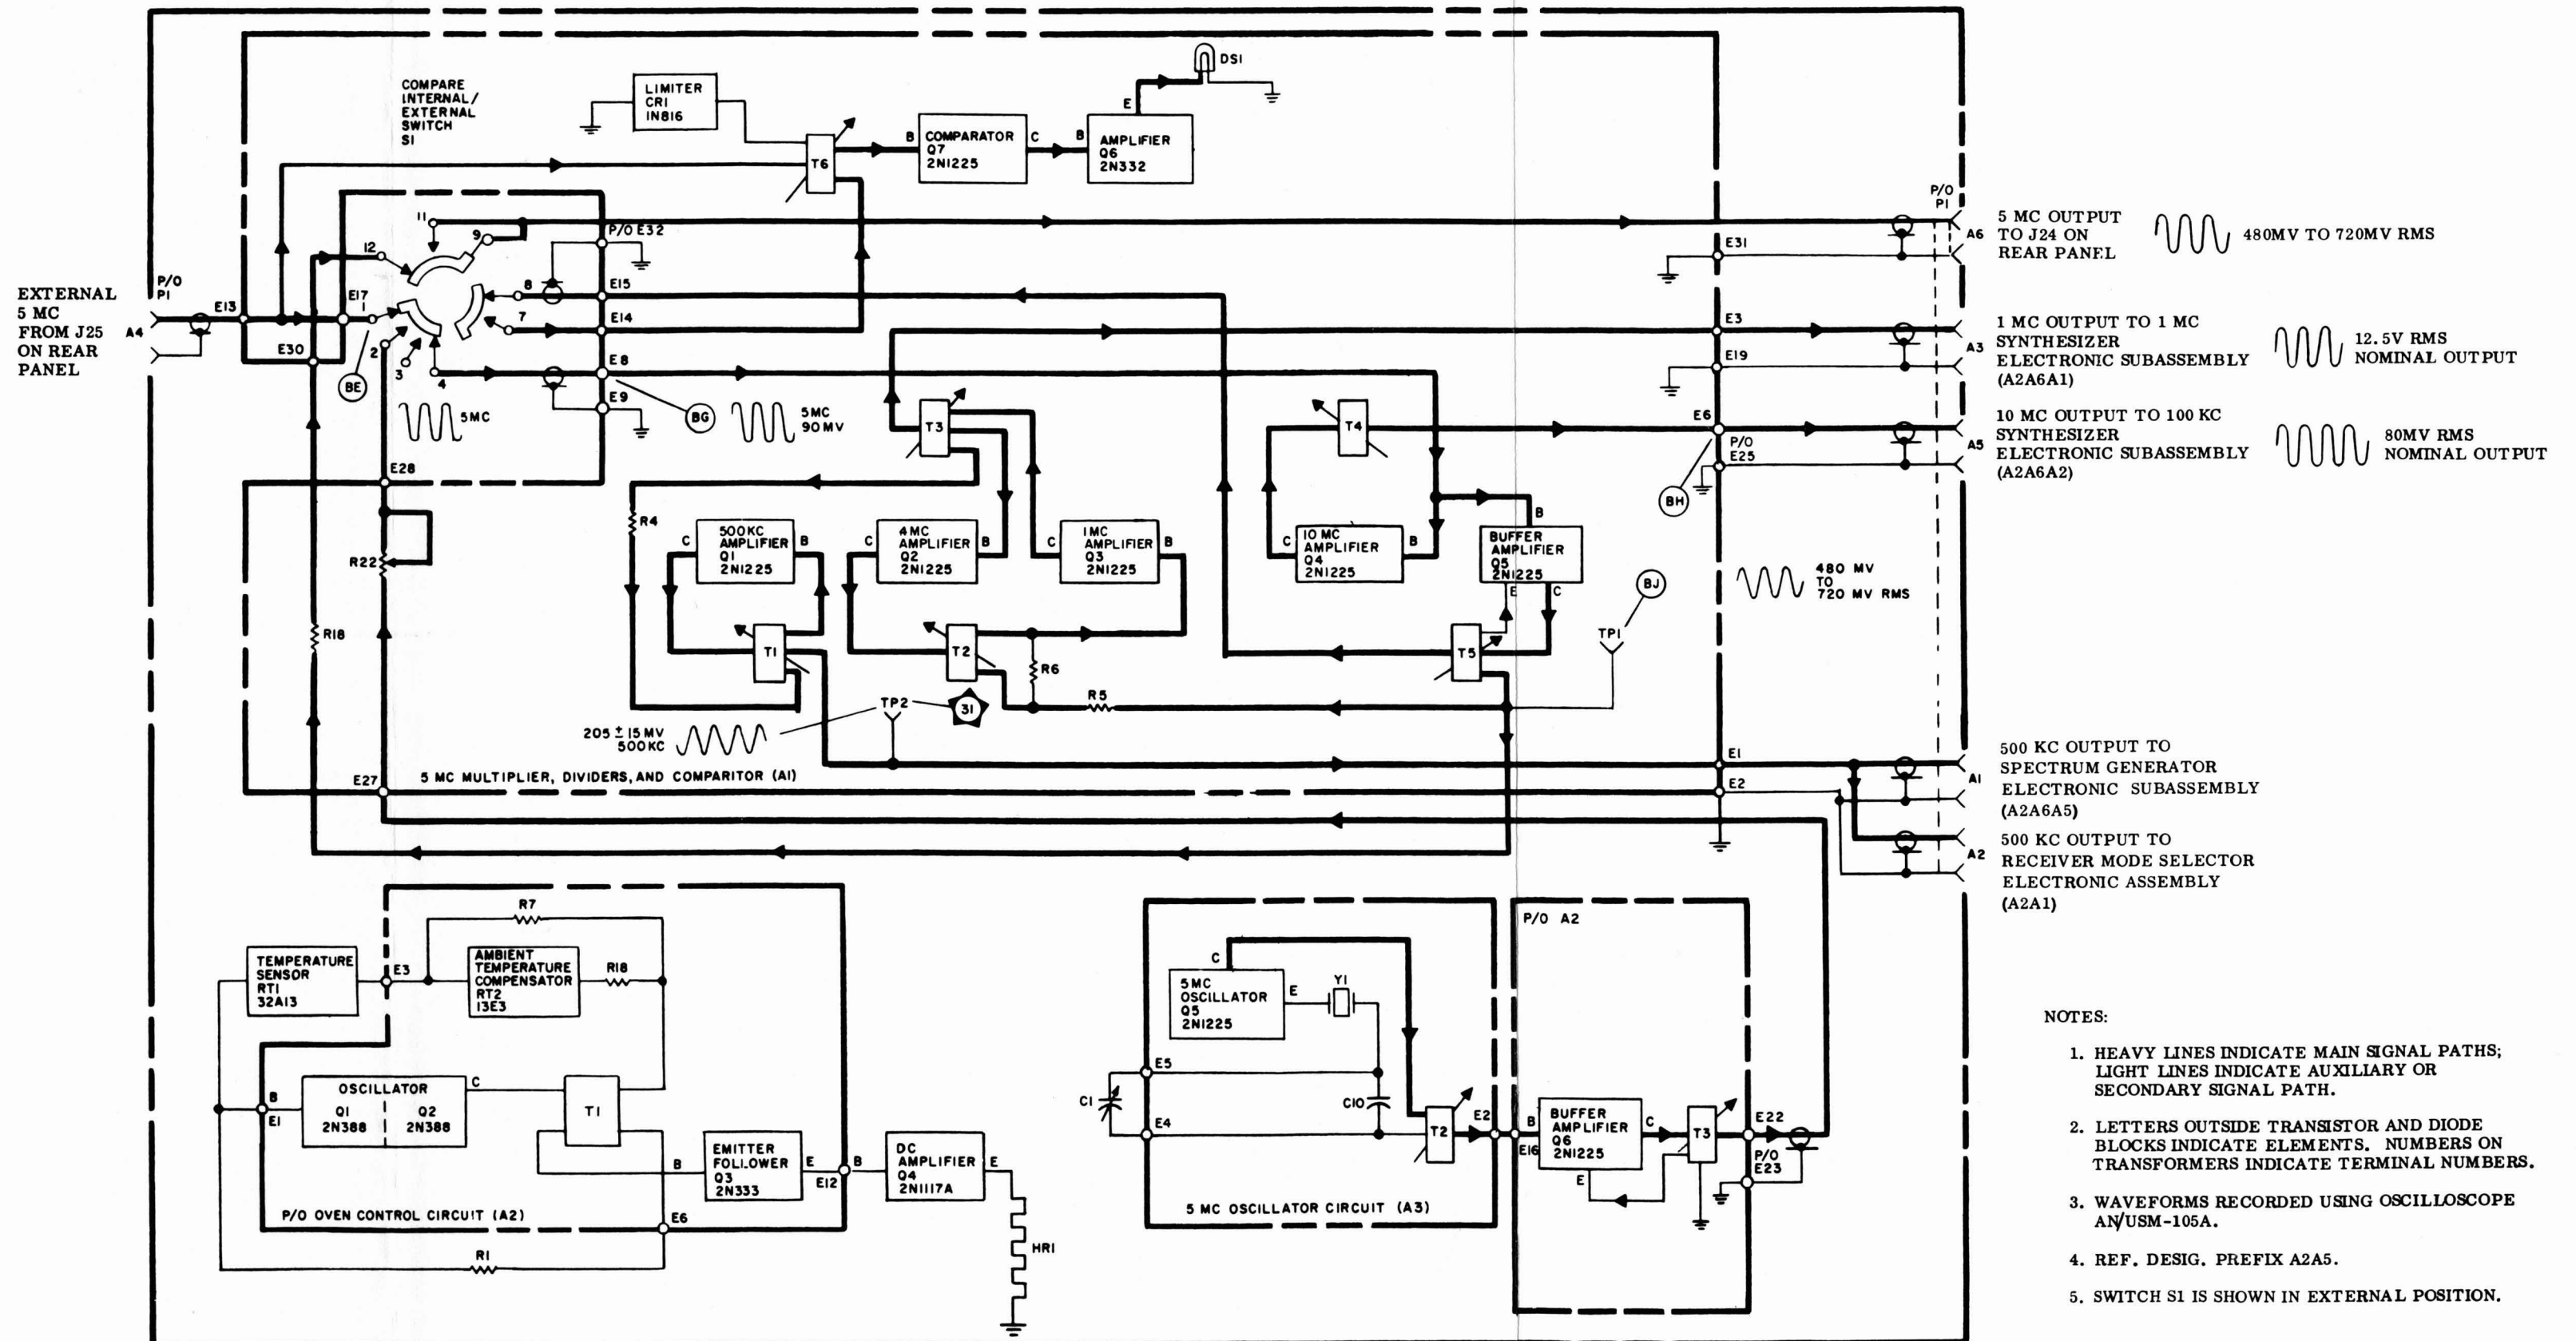 COMPARE
INTERNAL/
EXTERNAL
SWITCH
S1
LIMITER
CR1
1N816
T6
B
COMPARATOR
Q7
2N1225
C
B
AMPLIFIER
Q6
2N332
E
DS1
EXTERNAL
5 MC
FROM J25
ON REAR
PANEL
A4
P/O
P1
E13
E17
E30
BE
1
2
3
4
7
8
9
11
12
P/O E32
E15
E14
E8
E9
BG
5MC
5MC
90MV
E28
R22
R18
E27
R4
C
500KC
AMPLIFIER
Q1
2N1225
B
T1
C
4MC
AMPLIFIER
Q2
2N1225
B
T2
T3
C
1MC
AMPLIFIER
Q3
2N1225
B
R6
R5
TP2
31
205 ± 15MV
500KC
T4
C
10 MC
AMPLIFIER
Q4
2N1225
B
B
BUFFER
AMPLIFIER
Q5
2N1225
E
C
T5
TP1
BJ
BH
E31
E3
E19
E6
P/O
E25
480 MV
TO
720 MV RMS
E1
E2
5 MC MULTIPLIER, DIVIDERS, AND COMPARITOR (A1)
P/O
P1
A6
5 MC OUTPUT
TO J24 ON
REAR PANEL
480MV TO 720MV RMS
A3
1 MC OUTPUT TO 1 MC
SYNTHESIZER
ELECTRONIC SUBASSEMBLY
(A2A6A1)
12.5V RMS
NOMINAL OUTPUT
A5
10 MC OUTPUT TO 100 KC
SYNTHESIZER
ELECTRONIC SUBASSEMBLY
(A2A6A2)
80MV RMS
NOMINAL OUTPUT
A1
500 KC OUTPUT TO
SPECTRUM GENERATOR
ELECTRONIC SUBASSEMBLY
(A2A6A5)
A2
500 KC OUTPUT TO
RECEIVER MODE SELECTOR
ELECTRONIC ASSEMBLY
(A2A1)
TEMPERATURE
SENSOR
RT1
32A13
E3
R7
AMBIENT
TEMPERATURE
COMPENSATOR
RT2
13E3
R18
B
E1
OSCILLATOR
Q1
2N388
Q2
2N388
C
T1
B
EMITTER
FOLLOWER
Q3
2N333
E
E12
B
DC
AMPLIFIER
Q4
2N1117A
E
HR1
P/O OVEN CONTROL CIRCUIT (A2)
E6
R1
C
5MC
OSCILLATOR
Q5
2N1225
E
Y1
E5
C1
E4
C10
T2
E2
5 MC OSCILLATOR CIRCUIT (A3)
P/O A2
B
E16
BUFFER
AMPLIFIER
Q6
2N1225
C
E
T3
E22
P/O
E23
NOTES:
1. HEAVY LINES INDICATE MAIN SIGNAL PATHS;
LIGHT LINES INDICATE AUXILIARY OR
SECONDARY SIGNAL PATH.
2. LETTERS OUTSIDE TRANSISTOR AND DIODE
BLOCKS INDICATE ELEMENTS. NUMBERS ON
TRANSFORMERS INDICATE TERMINAL NUMBERS.
3. WAVEFORMS RECORDED USING OSCILLOSCOPE
AN/USM-105A.
4. REF. DESIG. PREFIX A2A5.
5. SWITCH S1 IS SHOWN IN EXTERNAL POSITION.